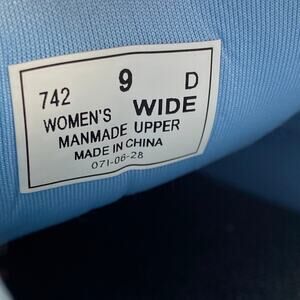 742 9 D
WOMEN'S WIDE
MANMADE UPPER
MADE IN CHINA
071-06-28